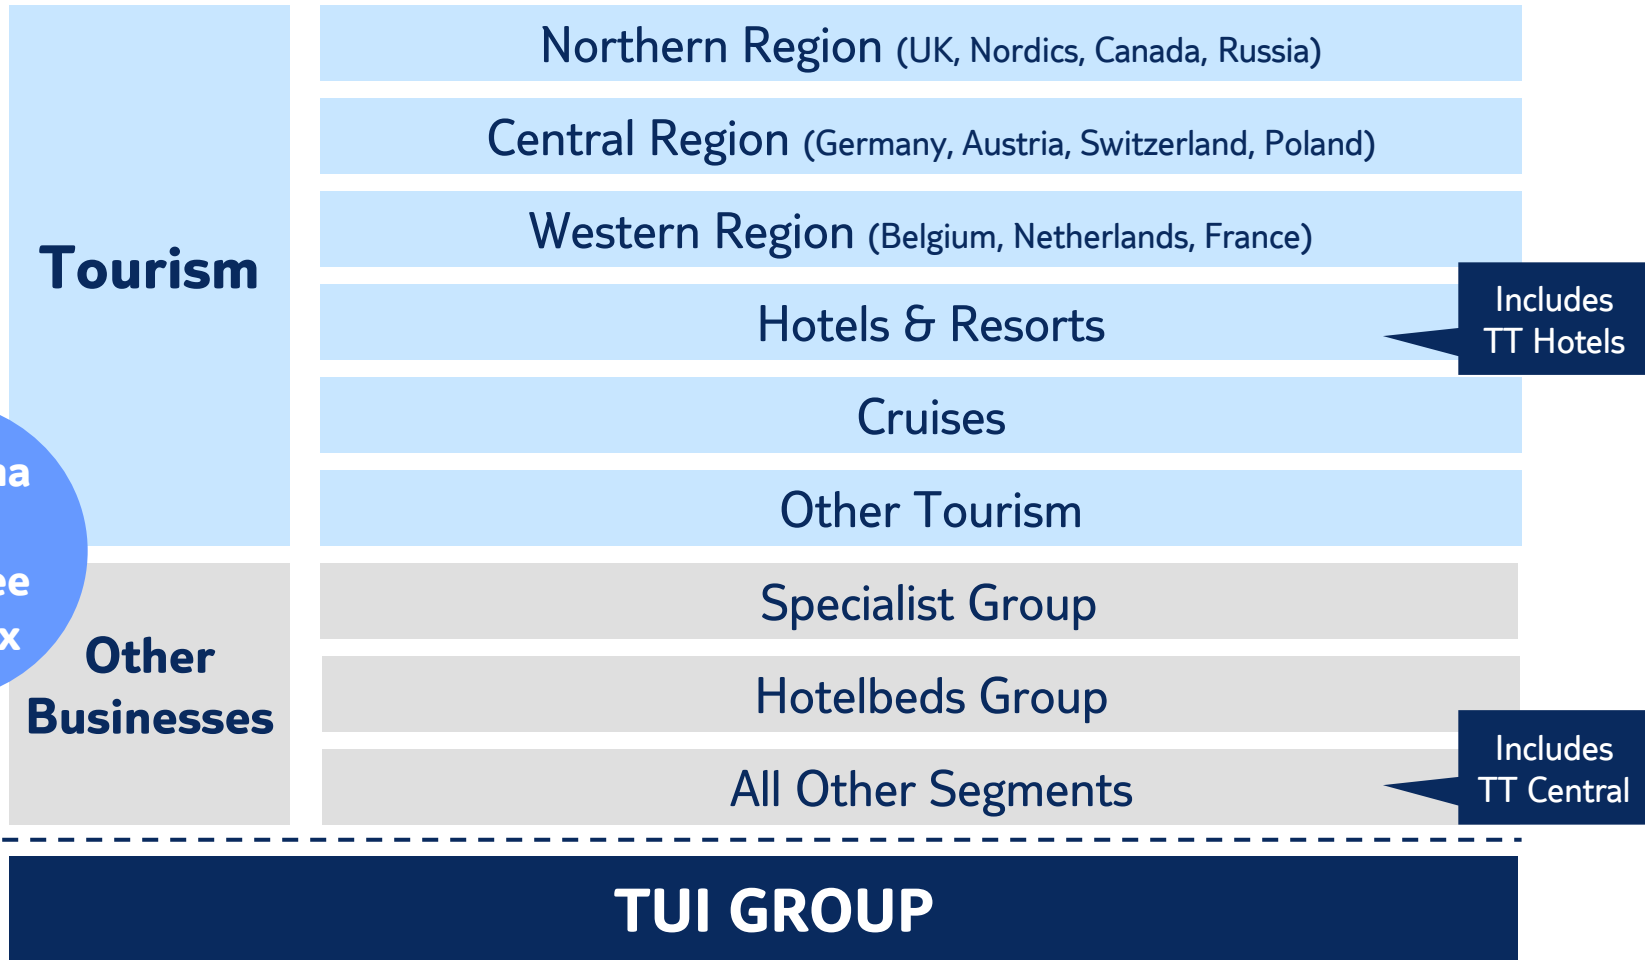 Northern Region (UK, Nordics, Canada, Russia)
Central Region (Germany, Austria, Switzerland, Poland)
Western Region (Belgium, Netherlands, France)
Tourism
Hotels & Resorts
Includes
TT Hotels
Cruises
Other Tourism
Specialist Group
Other
Businesses
Hotelbeds Group
All Other Segments
Includes
TT Central
TUI GROUP